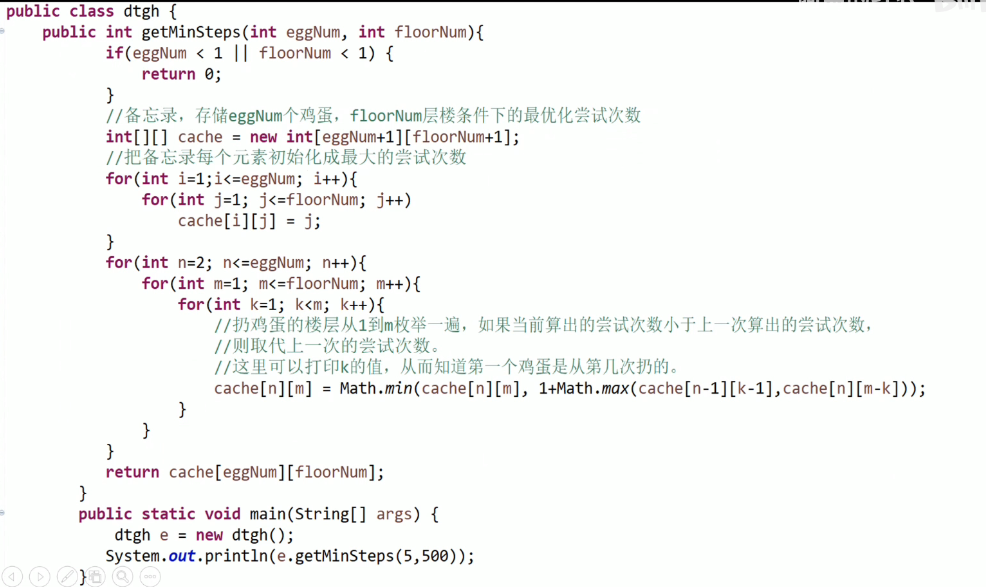 public class dtgh {
public int getMinSteps(int eggNum, int floorNum){
if(eggNum < 1 || floorNum < 1) {
return 0;
}
//备忘录，存储eggNum个鸡蛋，floorNum层楼条件下的最优化尝试次数
int[][] cache = new int[eggNum+1][floorNum+1];
//把备忘录每个元素初始化成最大的尝试次数
for(int i=1;i<=eggNum; i++){
for(int j=1; j<=floorNum; j++)
cache[i][j] = j;
}
for(int n=2; n<=eggNum; n++){
for(int m=1; m<=floorNum; m++){
for(int k=1; k<m; k++){
//扔鸡蛋的楼层从1到m枚举一遍，如果当前算出的尝试次数小于上一次算出的尝试次数，
//则取代上一次的尝试次数。
//这里可以打印k的值，从而知道第一个鸡蛋是从第几次扔的。
cache[n][m] = Math.min(cache[n][m], 1+Math.max(cache[n-1][k-1],cache[n][m-k]));
}
}
}
return cache[eggNum][floorNum];
}
public static void main(String[] args) {
dtgh e = new dtgh();
System.out.println(e.getMinSteps(5,500));
}